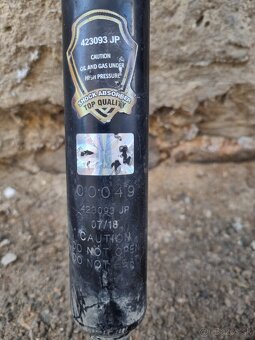 423093 JP
CAUTION
OIL AND GAS UNDER
HIGH PRESSURE
SHOCK ABSORBER
TOP QUALITY
00049
423093 JP
07/18
CAUTION
DO NOT OPEN
DO NOT